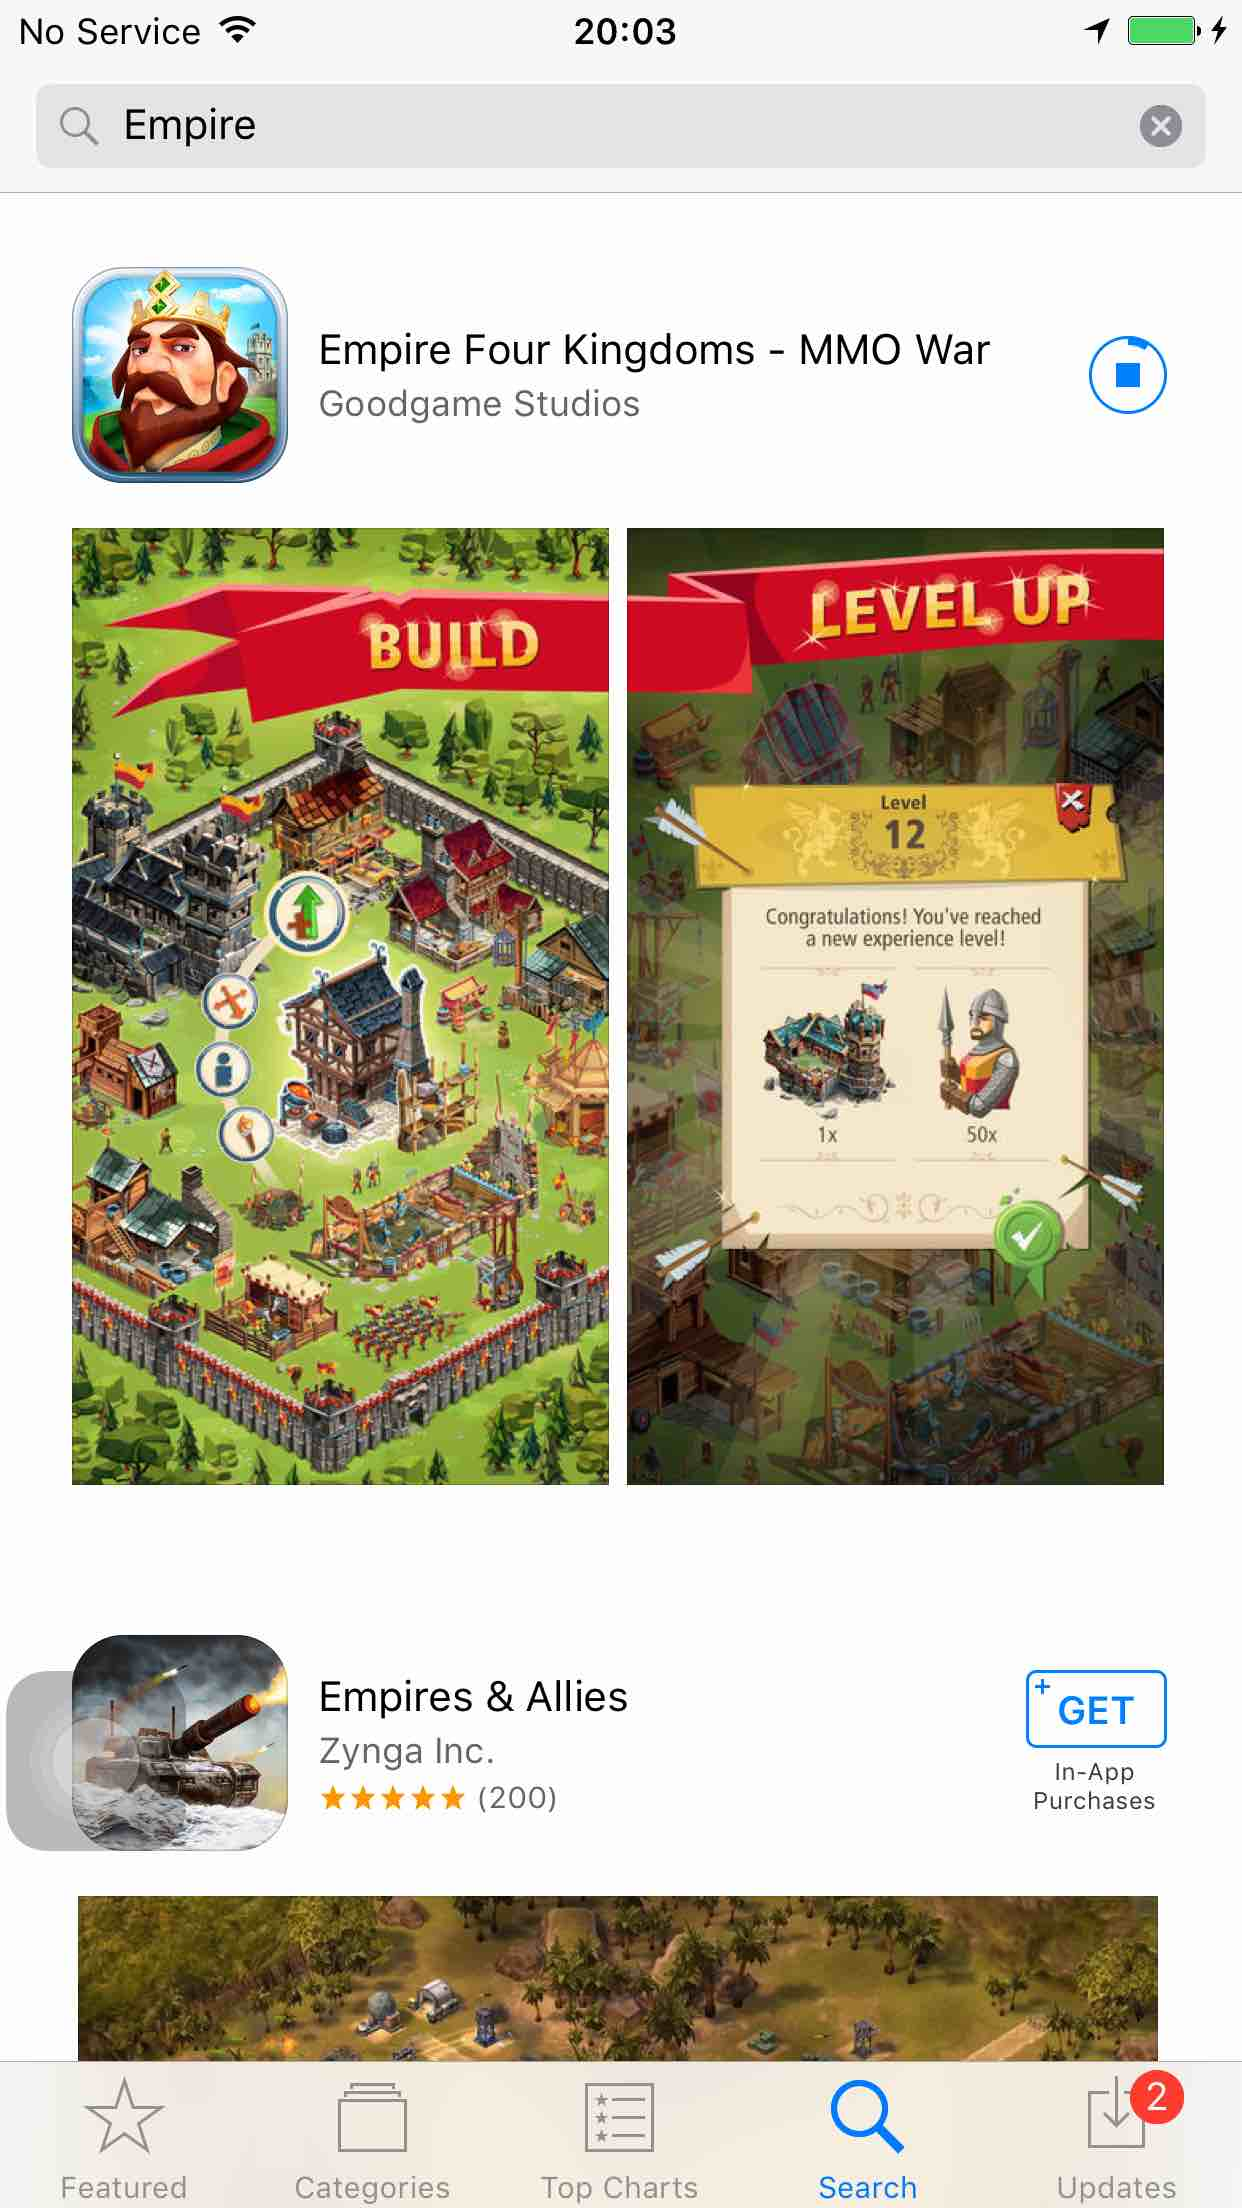 No Service
20:03
Empire
Empire Four Kingdoms - MMO War
Goodgame Studios
BUILD
LEVEL UP
Level
12
Congratulations! You've reached
a new experience level!
1x
50x
Empires & Allies
Zynga Inc.
(200)
+
GET
In-App
Purchases
Featured
Categories
Top Charts
Search
2
Updates